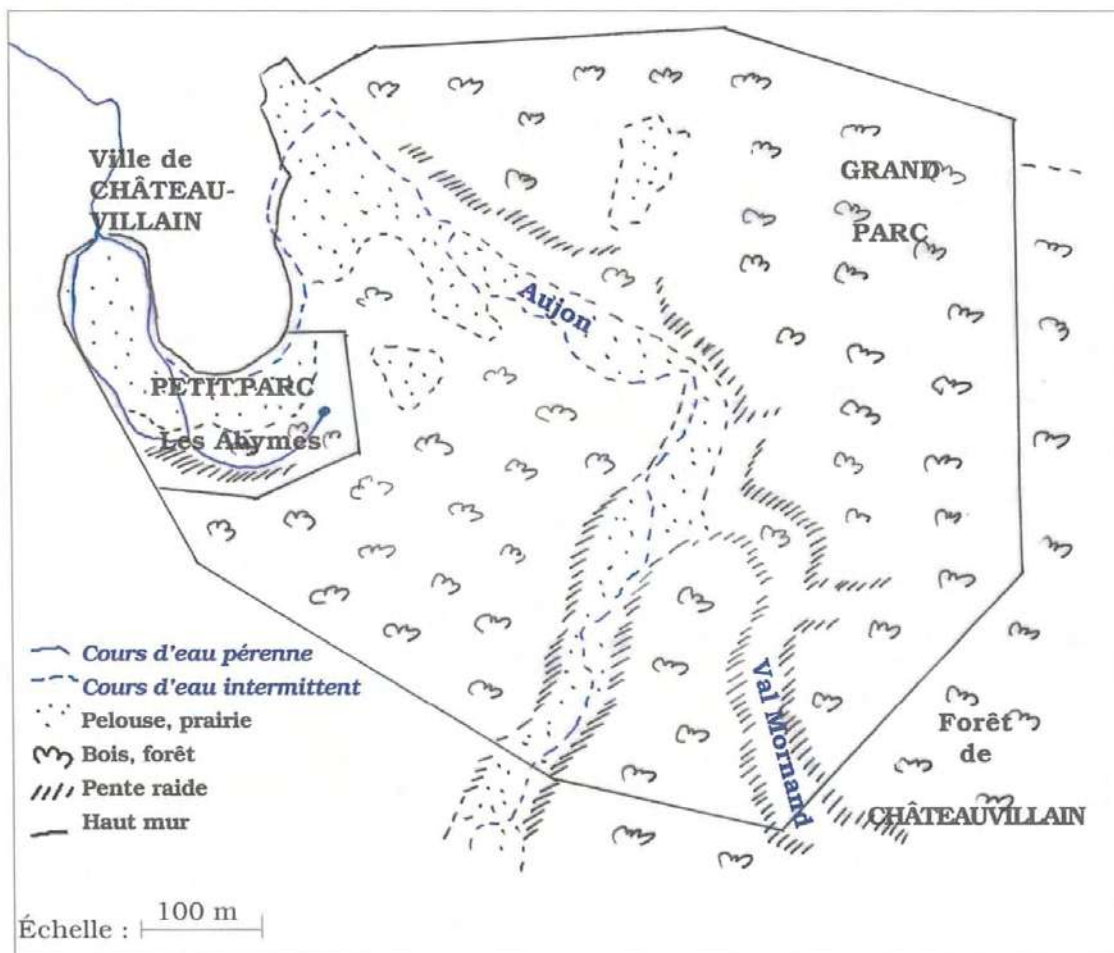 Ville de
CHÂTEAU-
VILLAIN
GRAND
PARC
Aujon
PETIT PARC
Les Abymes
Cours d'eau pérenne
Cours d'eau intermittent
Pelouse, prairie
Bois, forêt
Pente raide
Haut mur
Val Mornand
Forêt
de
CHÂTEAUVILLAIN
Échelle :
100 m